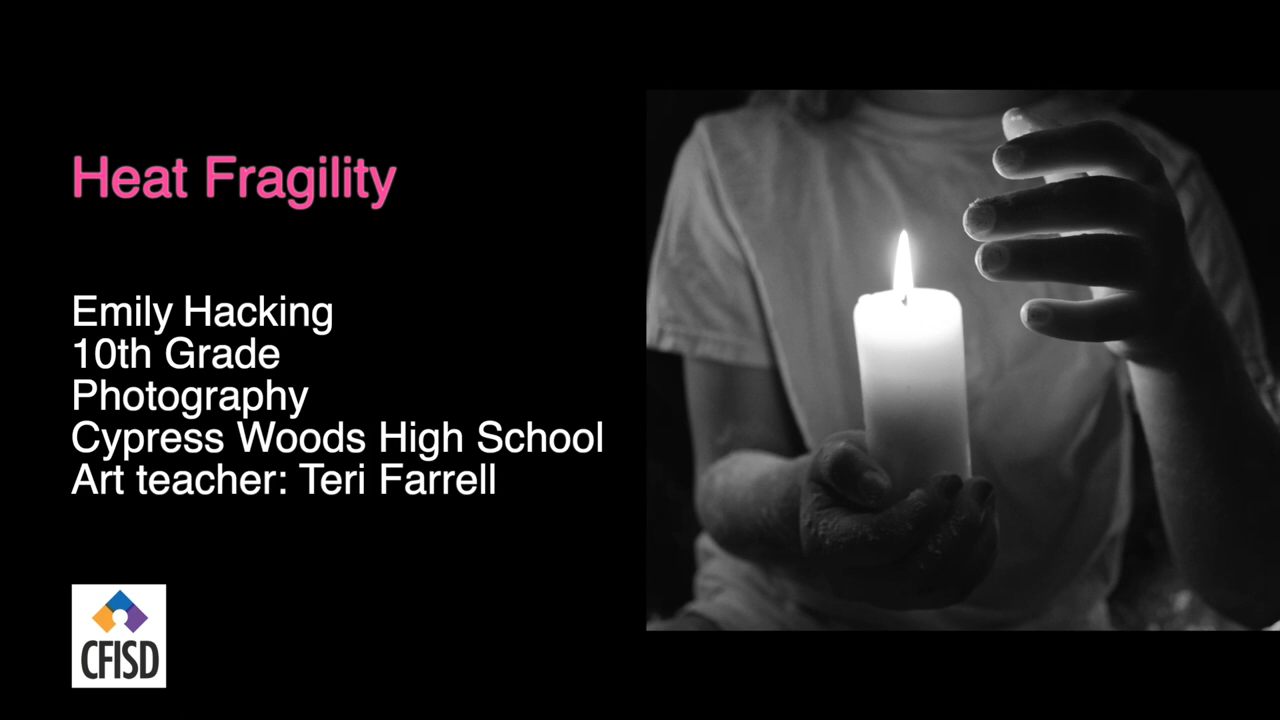 Heat Fragility
Emily Hacking
10th Grade
Photography
Cypress Woods High School
Art teacher: Teri Farrell
CFISD